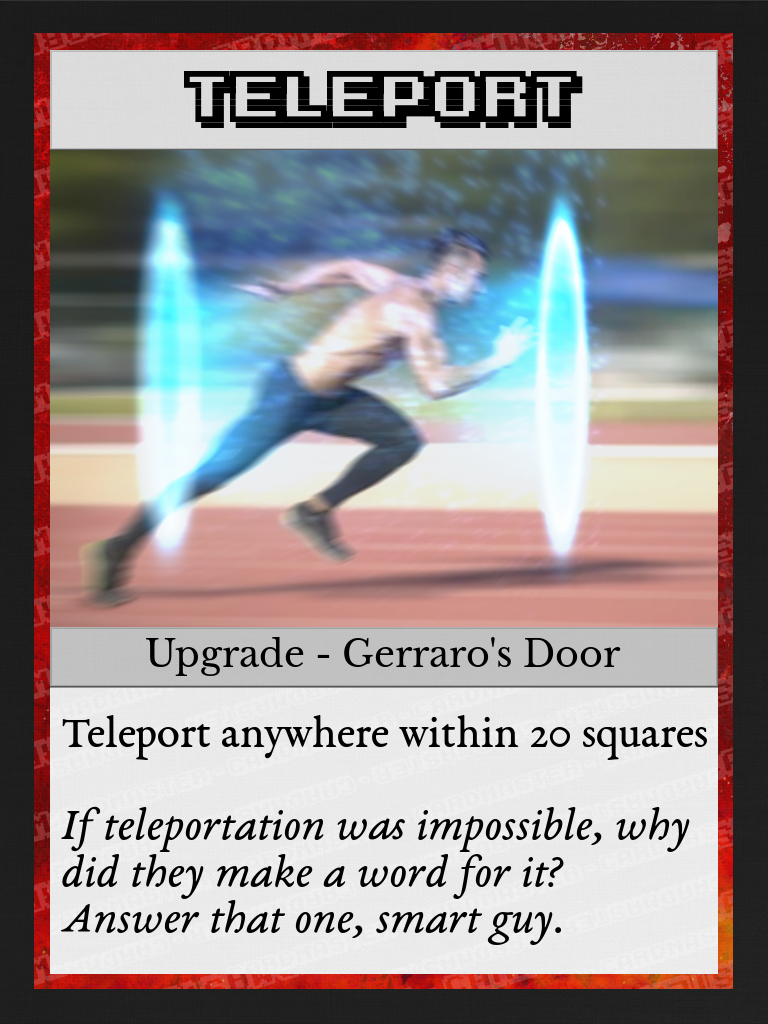 TELEPORT
Upgrade - Gerraro's Door
Teleport anywhere within 20 squares
If teleportation was impossible, why
did they make a word for it?
Answer that one, smart guy.